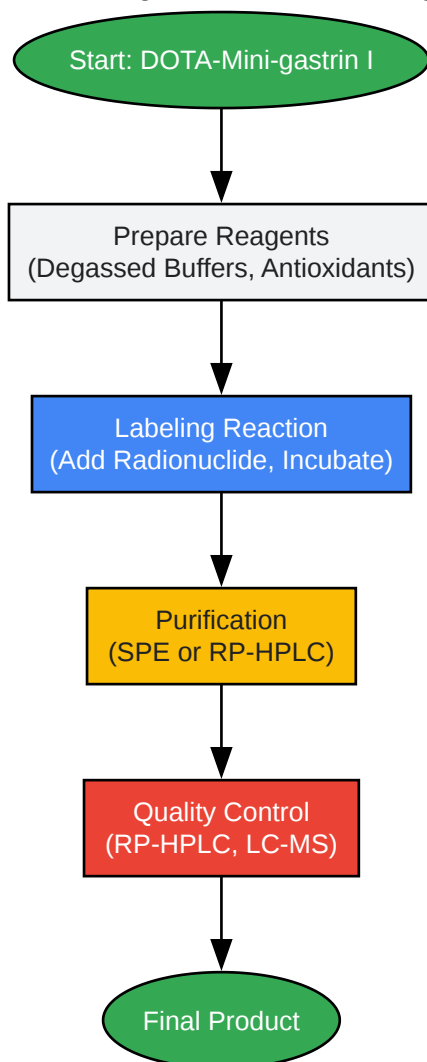 Start: DOTA-Mini-gastrin I
Prepare Reagents
(Degassed Buffers, Antioxidants)
Labeling Reaction
(Add Radionuclide, Incubate)
Purification
(SPE or RP-HPLC)
Quality Control
(RP-HPLC, LC-MS)
Final Product